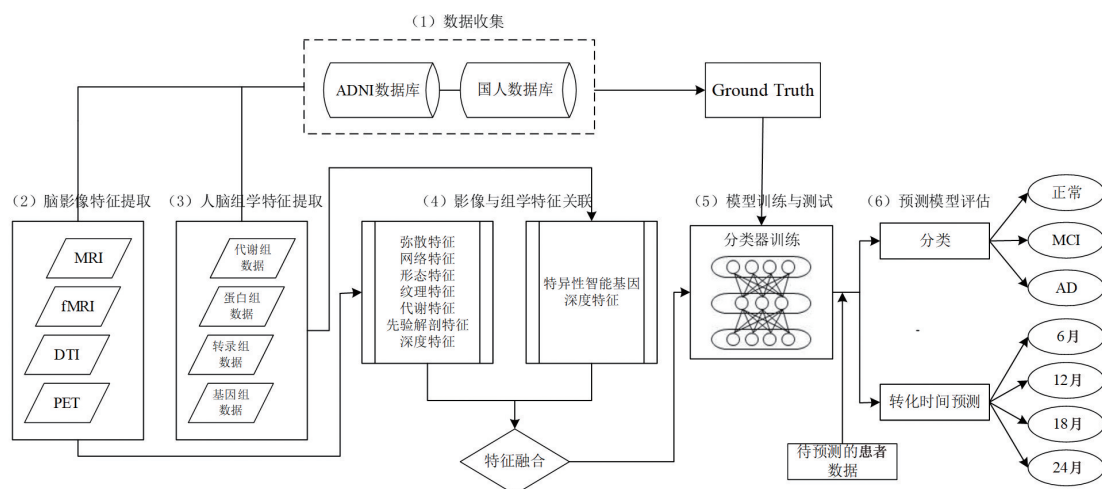 （1）数据收集
ADNI数据库
国人数据库
Ground Truth
（2）脑影像特征提取
MRI
fMRI
DTI
PET
（3）人脑组学特征提取
代谢组
数据
蛋白组
数据
转录组
数据
基因组
数据
（4）影像与组学特征关联
弥散特征
网络特征
形态特征
纹理特征
代谢特征
先验解剖特征
深度特征
特异性智能基因
深度特征
特征融合
（5）模型训练与测试
分类器训练
待预测的患者
数据
（6）预测模型评估
分类
正常
MCI
AD
转化时间预测
6月
12月
18月
24月